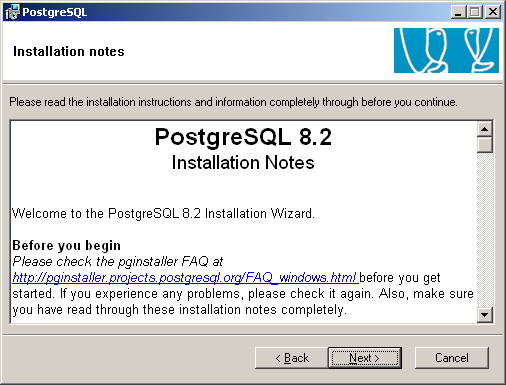 PostgreSQL
Installation notes
Please read the installation instructions and information completely through before you continue.
PostgreSQL 8.2
Installation Notes
Welcome to the PostgreSQL 8.2 Installation Wizard.
Before you begin
Please check the pginstaller FAQ at
http://pginstaller.projects.postgresql.org/FAQ_windows.html before you get
started. If you experience any problems, please check it again. Also, make sure
you have read through these installation notes completely.
< Back Next > Cancel